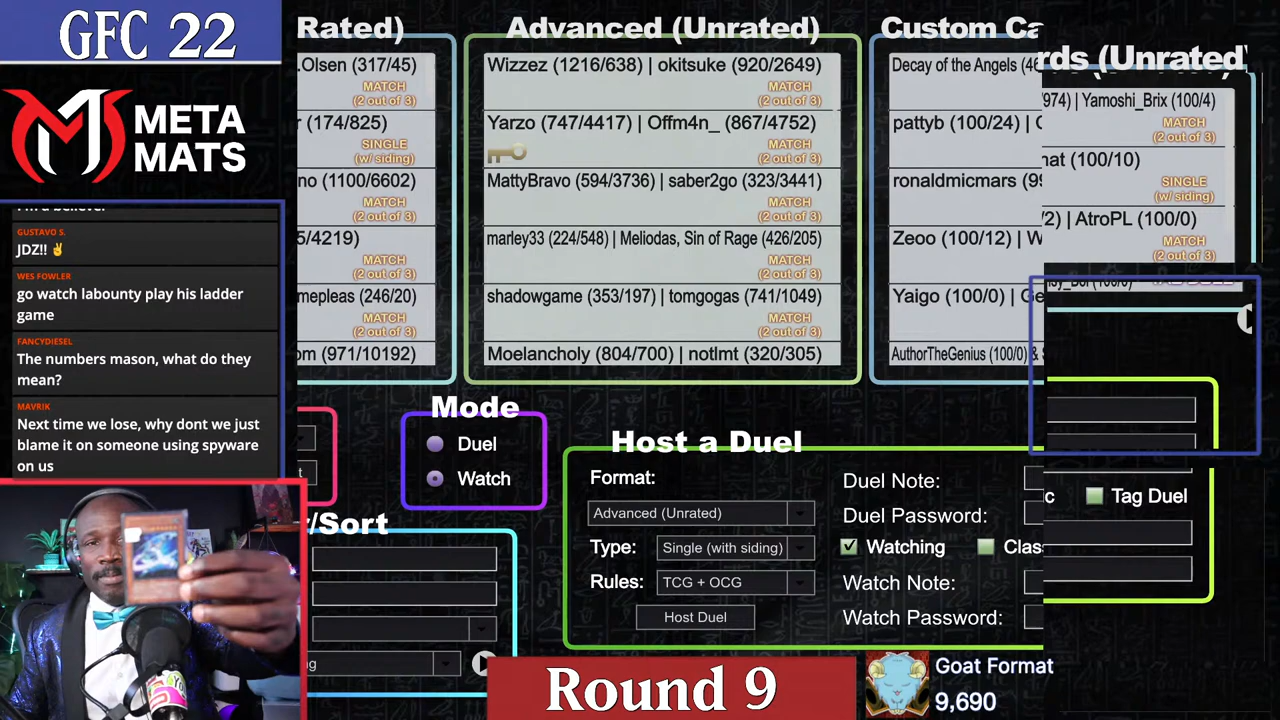 GFC 22
META
MATS
GUSTAVO S.
JDZ!! ✌
WES FOWLER
go watch labounty play his ladder
game
FANCYDIESEL
The numbers mason, what do they
mean?
MAVRIK
Next time we lose, why dont we just
blame it on someone using spyware
on us
Rated)
.Olsen (317/45)
MATCH
(2 out of 3)
(174/825)
SINGLE
(w/ siding)
no (1100/6602)
MATCH
(2 out of 3)
5/4219)
MATCH
(2 out of 3)
mepleas (246/20)
MATCH
(2 out of 3)
om (971/10192)
Advanced (Unrated)
Wizzez (1216/638) | okitsuke (920/2649)
MATCH
(2 out of 3)
Yarzo (747/4417) | Offm4n_ (867/4752)
MATCH
(2 out of 3)
MattyBravo (594/3736) | saber2go (323/3441)
MATCH
(2 out of 3)
marley33 (224/548) | Meliodas, Sin of Rage (426/205)
MATCH
(2 out of 3)
shadowgame (353/197) | tomgogas (741/1049)
MATCH
(2 out of 3)
Moelancholy (804/700) | notlmt (320/305)
Custom Ca
Decay of the Angels (4
pattyb (100/24) |
ronaldmicmars (9
Zeoo (100/12) | W
Yaigo (100/0) | Ge
AuthorTheGenius (100/0) &
rds (Unrated)
974) | Yamoshi_Brix (100/4)
MATCH
(2 out of 3)
nat (100/10)
SINGLE
(w/ siding)
/2) | AtroPL (100/0)
MATCH
(2 out of 3)
Mode
Duel
Watch
r/Sort
ng
Host a Duel
Format:
Advanced (Unrated)
Type:
Single (with siding)
Rules:
TCG + OCG
Host Duel
Duel Note:
Duel Password:
Watching
Clas
Watch Note:
Watch Password:
c
Tag Duel
Round 9
Goat Format
9,690